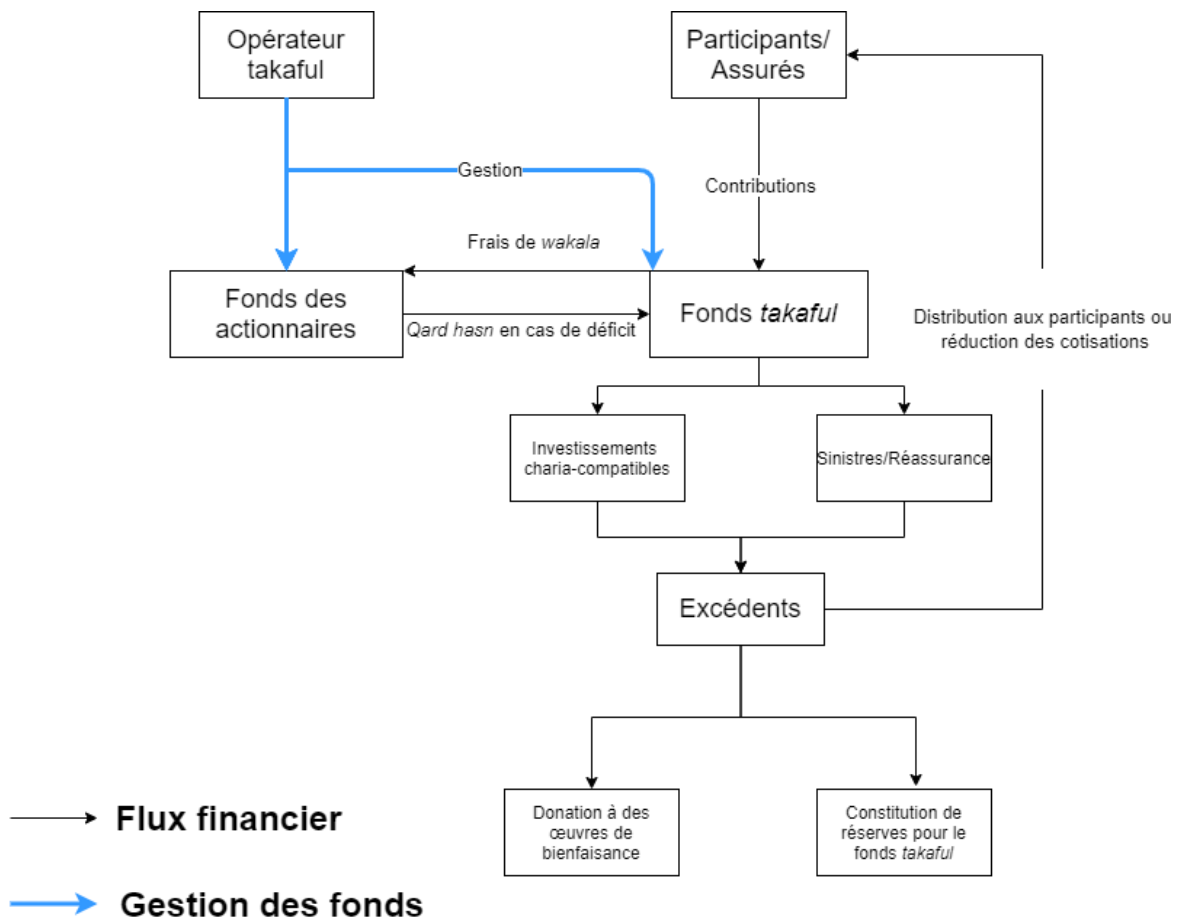 Opérateur
takaful
Participants/
Assurés
Gestion
Contributions
Frais de wakala
Fonds des
actionnaires
Qard hasn en cas de déficit
Fonds takaful
Distribution aux participants ou
réduction des cotisations
Investissements
charia-compatibles
Sinistres/Réassurance
Excédents
Donation à des
œuvres de
bienfaisance
Constitution de
réserves pour le
fonds takaful
Flux financier
Gestion des fonds